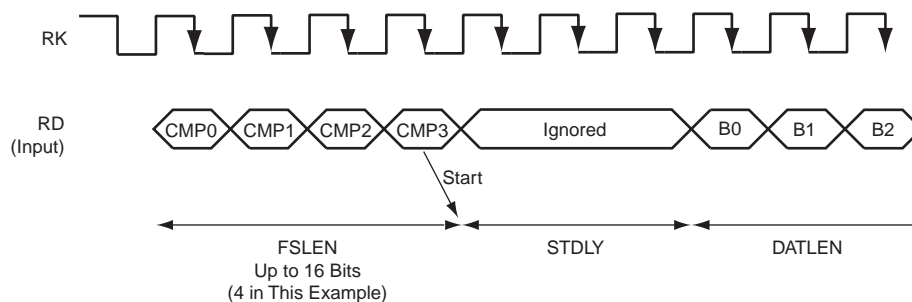 RK
RD
(Input)
CMP0 CMP1 CMP2 CMP3 Ignored B0 B1 B2
Start
FSLEN STDLY DATLEN
Up to 16 Bits
(4 in This Example)